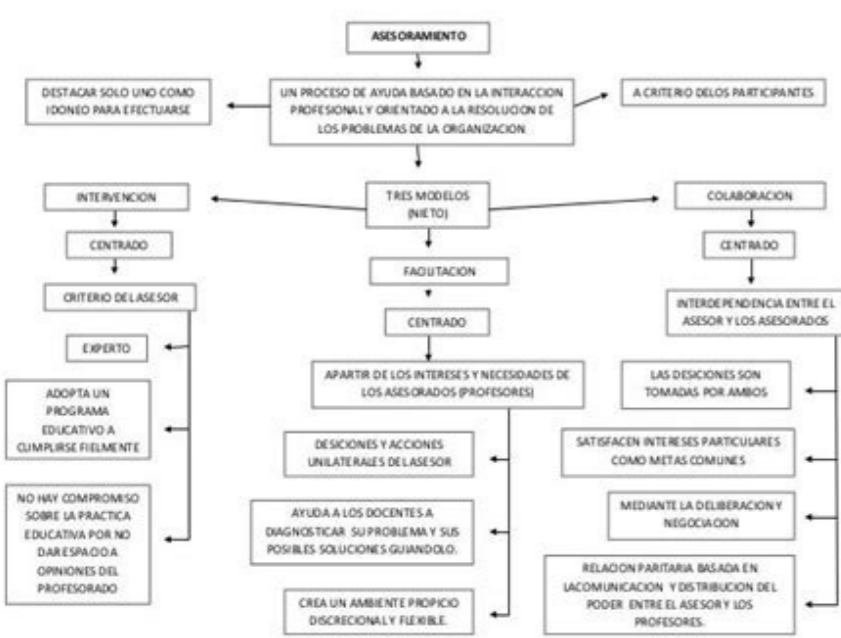 ASESORAMIENTO
DESTACAR SOLO UNO COMO
IDONEO PARA EFECTUARSE
UN PROCESO DE AYUDA BASADO EN LA INTERACCION
PROFESIONAL Y ORIENTADO A LA RESOLUCION DE
LOS PROBLEMAS DE LA ORGANIZACION
A CRITERIO DELOS PARTICIPANTES
INTERVENCION
TRES MODELOS
(NIETO)
COLABORACION
CENTRADO
CRITERIO DEL ASESOR
EXPERTO
ADOPTA UN
PROGRAMA
EDUCATIVO A
CUMPLIRSE FIELMENTE
NO HAY COMPROMISO
SOBRE LA PRACTICA
EDUCATIVA POR NO
DAR ESPACIO A
OPINIONES DEL
PROFESORADO
FACILITACION
CENTRADO
APARTIR DE LOS INTERESES Y NECESIDADES DE
LOS ASESORADOS (PROFESORES)
DESICIONES Y ACCIONES
UNILATERALES DEL ASESOR
AYUDA A LOS DOCENTES A
DIAGNOSTICAR SU PROBLEMA Y SUS
POSIBLES SOLUCIONES GUIANDOLO.
CREA UN AMBIENTE PROPICIO
DISCRECIONAL Y FLEXIBLE.
CENTRADO
INTERDEPENDENCIA ENTRE EL
ASESOR Y LOS ASESORADOS
LAS DESICIONES SON
TOMADAS POR AMBOS
SATISFACEN INTERESES PARTICULARES
COMO METAS COMUNES
MEDIANTE LA DELIBERACION Y
NEGOCIACION
RELACION PARITARIA BASADA EN
LACOMUNICACION Y DISTRIBUCION DEL
PODER ENTRE EL ASESOR Y LOS
PROFESORES.